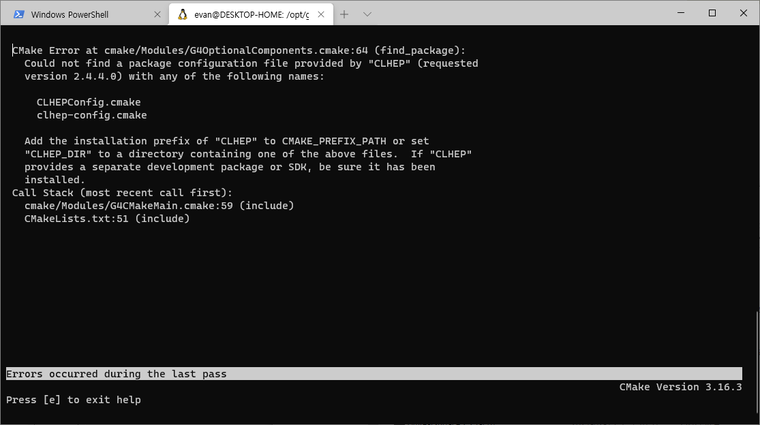 Windows PowerShell
evan@DESKTOP-HOME: /opt/g
CMake Error at cmake/Modules/G4OptionalComponents.cmake:64 (find_package):
Could not find a package configuration file provided by "CLHEP" (requested
version 2.4.4.0) with any of the following names:
CLHEPConfig.cmake
clhep-config.cmake
Add the installation prefix of "CLHEP" to CMAKE_PREFIX_PATH or set
"CLHEP_DIR" to a directory containing one of the above files.  If "CLHEP"
provides a separate development package or SDK, be sure it has been
installed.
Call Stack (most recent call first):
cmake/Modules/G4CMakeMain.cmake:59 (include)
CMakeLists.txt:51 (include)
Errors occurred during the last pass
CMake Version 3.16.3
Press [e] to exit help